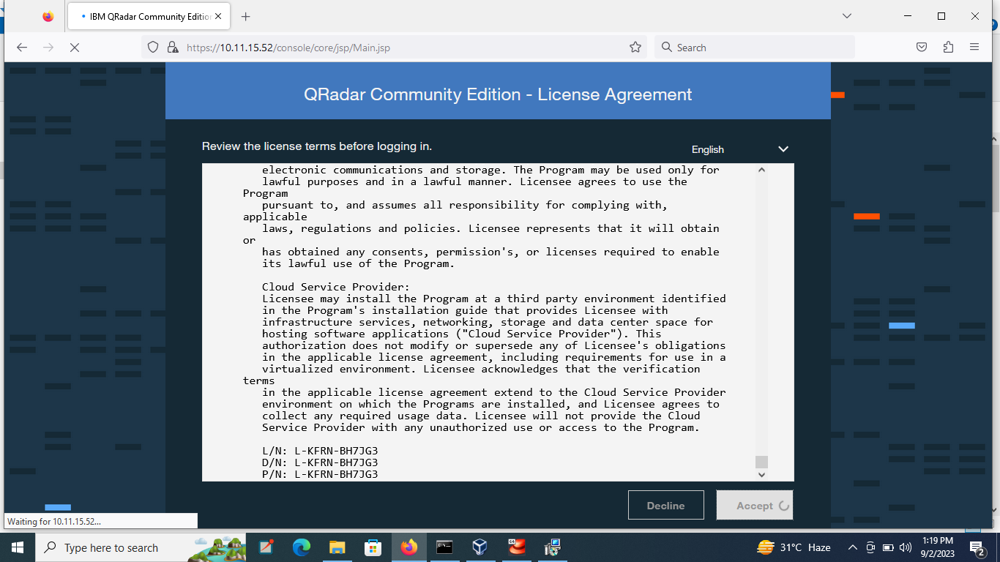 IBM QRadar Community Edition
https://10.11.15.52/console/core/jsp/Main.jsp
Search
QRadar Community Edition - License Agreement
Review the license terms before logging in.
English
electronic communications and storage. The Program may be used only for
lawful purposes and in a lawful manner. Licensee agrees to use the
Program
pursuant to, and assumes all responsibility for complying with,
applicable
laws, regulations and policies. Licensee represents that it will obtain
or
has obtained any consents, permission's, or licenses required to enable
its lawful use of the Program.
Cloud Service Provider:
Licensee may install the Program at a third party environment identified
in the Program's installation guide that provides Licensee with
infrastructure services, networking, storage and data center space for
hosting software applications ("Cloud Service Provider"). This
authorization does not modify or supersede any of Licensee's obligations
in the applicable license agreement, including requirements for use in a
virtualized environment. Licensee acknowledges that the verification
terms
in the applicable license agreement extend to the Cloud Service Provider
environment on which the Programs are installed, and Licensee agrees to
collect any required usage data. Licensee will not provide the Cloud
Service Provider with any unauthorized use or access to the Program.
L/N: L-KFRN-BH7JG3
D/N: L-KFRN-BH7JG3
P/N: L-KFRN-BH7JG3
Decline
Accept
Waiting for 10.11.15.52...
Type here to search
64
31°C Haze
1:19 PM
9/2/2023
2